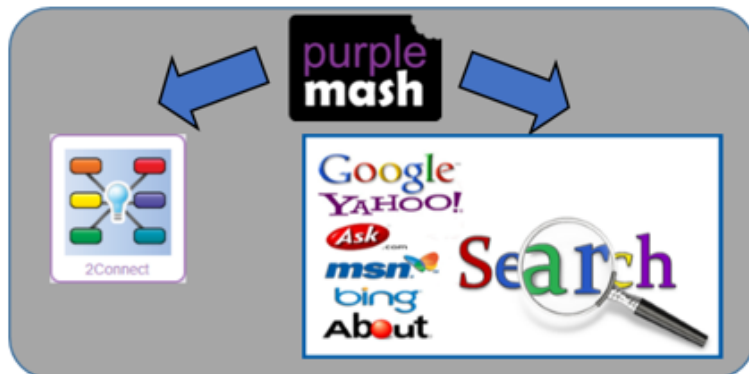 purple
mash
2Connect
Google
YAHOO!
Ask.com
msn
bing
About
Search